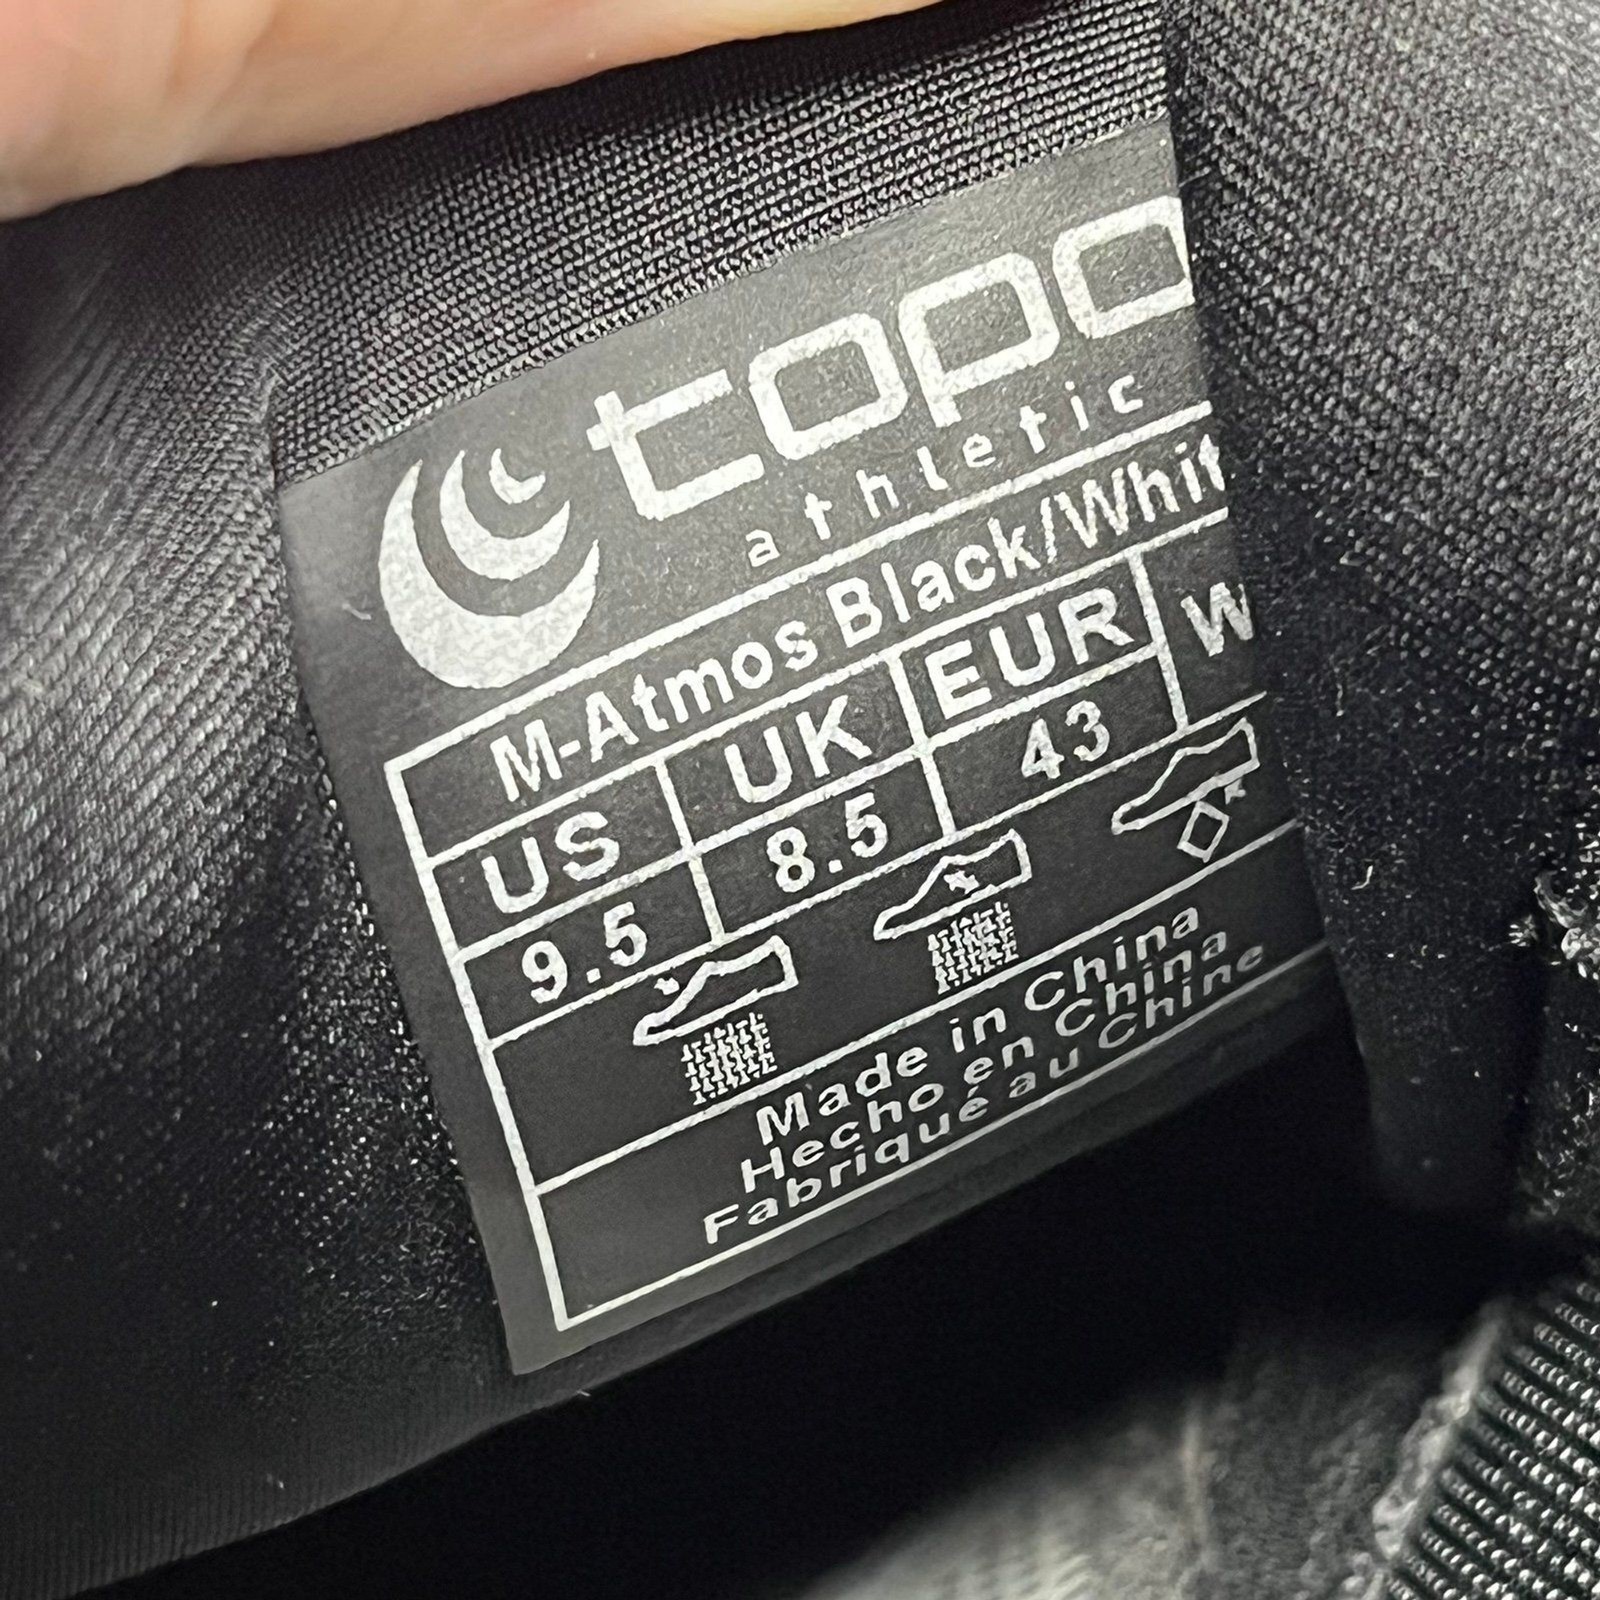 topo
athletic
M-Atmos Black/Whit
US UK EUR W
9.5 8.5 43
Made in China
Hecho en China
Fabriqué au Chine